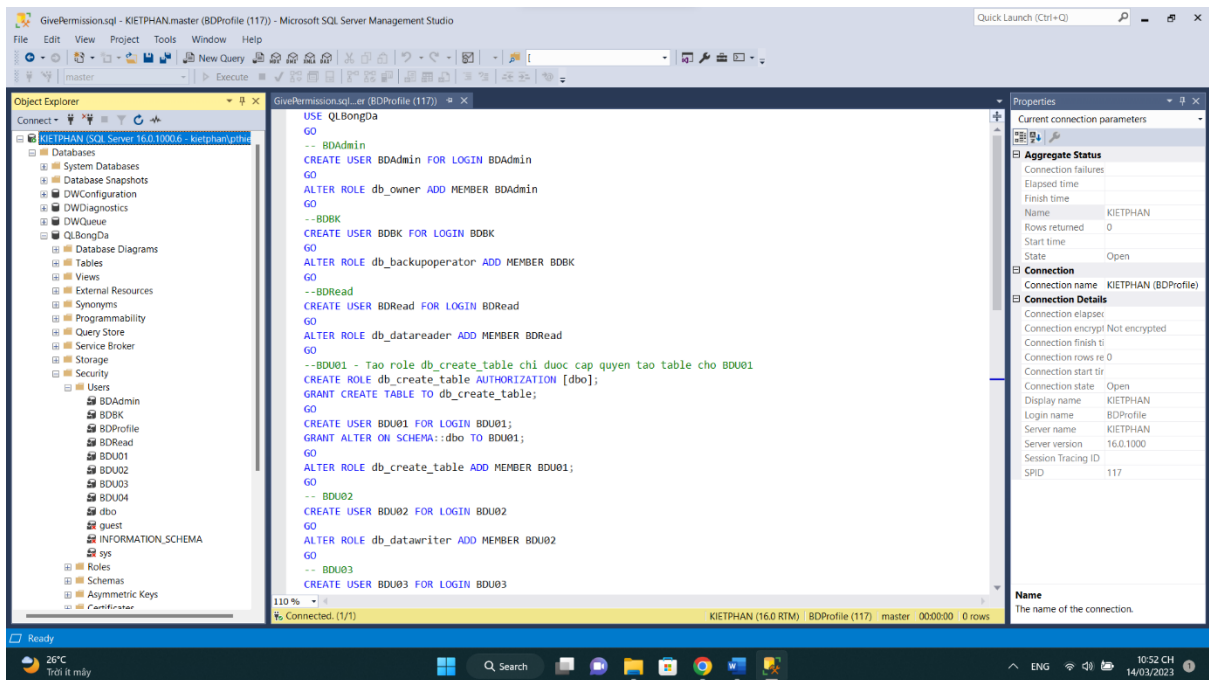 GivePermission.sql - KIETPHAN.master (BDProfile (117)) - Microsoft SQL Server Management Studio
Quick Launch (Ctrl+Q)
File Edit View Project Tools Window Help
New Query
[
master
Execute
Object Explorer
Connect
KIETPHAN (SQL Server 16.0.1000.6 - kietphan\pthie
Databases
System Databases
Database Snapshots
DWConfiguration
DWDiagnostics
DWQueue
QLBongDa
Database Diagrams
Tables
Views
External Resources
Synonyms
Programmability
Query Store
Service Broker
Storage
Security
Users
BDAdmin
BDBK
BDProfile
BDRead
BDU01
BDU02
BDU03
BDU04
dbo
guest
INFORMATION_SCHEMA
sys
Roles
Schemas
Asymmetric Keys
Certificates
GivePermission.sql...er (BDProfile (117))
USE QLBongDa
GO
-- BDAdmin
CREATE USER BDAdmin FOR LOGIN BDAdmin
GO
ALTER ROLE db_owner ADD MEMBER BDAdmin
GO
--BDBK
CREATE USER BDBK FOR LOGIN BDBK
GO
ALTER ROLE db_backupoperator ADD MEMBER BDBK
GO
--BDRead
CREATE USER BDRead FOR LOGIN BDRead
GO
ALTER ROLE db_datareader ADD MEMBER BDRead
GO
--BDU01 - Tao role db_create_table chi duoc cap quyen tao table cho BDU01
CREATE ROLE db_create_table AUTHORIZATION [dbo];
GRANT CREATE TABLE TO db_create_table;
GO
CREATE USER BDU01 FOR LOGIN BDU01;
GRANT ALTER ON SCHEMA::dbo TO BDU01;
GO
ALTER ROLE db_create_table ADD MEMBER BDU01;
GO
-- BDU02
CREATE USER BDU02 FOR LOGIN BDU02
GO
ALTER ROLE db_datawriter ADD MEMBER BDU02
GO
-- BDU03
CREATE USER BDU03 FOR LOGIN BDU03
110 %
Connected. (1/1)
KIETPHAN (16.0 RTM) BDProfile (117) master 00:00:00 0 rows
Properties
Current connection parameters
Aggregate Status
Connection failures
Elapsed time
Finish time
Name KIETPHAN
Rows returned 0
Start time
State Open
Connection
Connection name KIETPHAN (BDProfile)
Connection Details
Connection elapsed
Connection encrypt Not encrypted
Connection finish ti
Connection rows re 0
Connection start tir
Connection state Open
Display name KIETPHAN
Login name BDProfile
Server name KIETPHAN
Server version 16.0.1000
Session Tracing ID
SPID 117
Name
The name of the connection.
Ready
26°C
Trời ít mây
Search
ENG
10:52 CH
14/03/2023
1